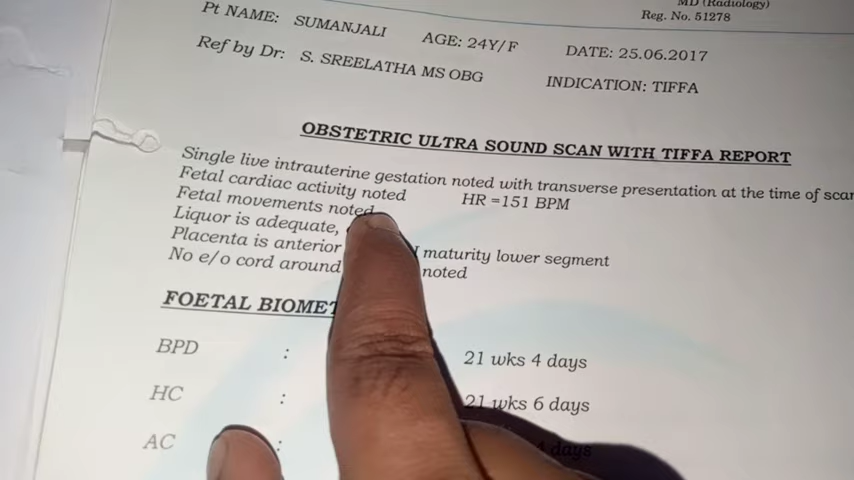 MD (Radiology)
Reg. No. 51278
Pt NAME: SUMANJALI AGE: 24Y/F DATE: 25.06.2017
Ref by Dr: S. SREELATHA MS OBG INDICATION: TIFFA
OBSTETRIC ULTRA SOUND SCAN WITH TIFFA REPORT
Single live intrauterine gestation noted with transverse presentation at the time of scan
Fetal cardiac activity noted HR =151 BPM
Fetal movements noted
Liquor is adequate,
Placenta is anterior maturity lower segment
No e/o cord around noted
FOETAL BIOMET
BPD : 21 wks 4 days
HC : 21 wks 6 days
AC : days